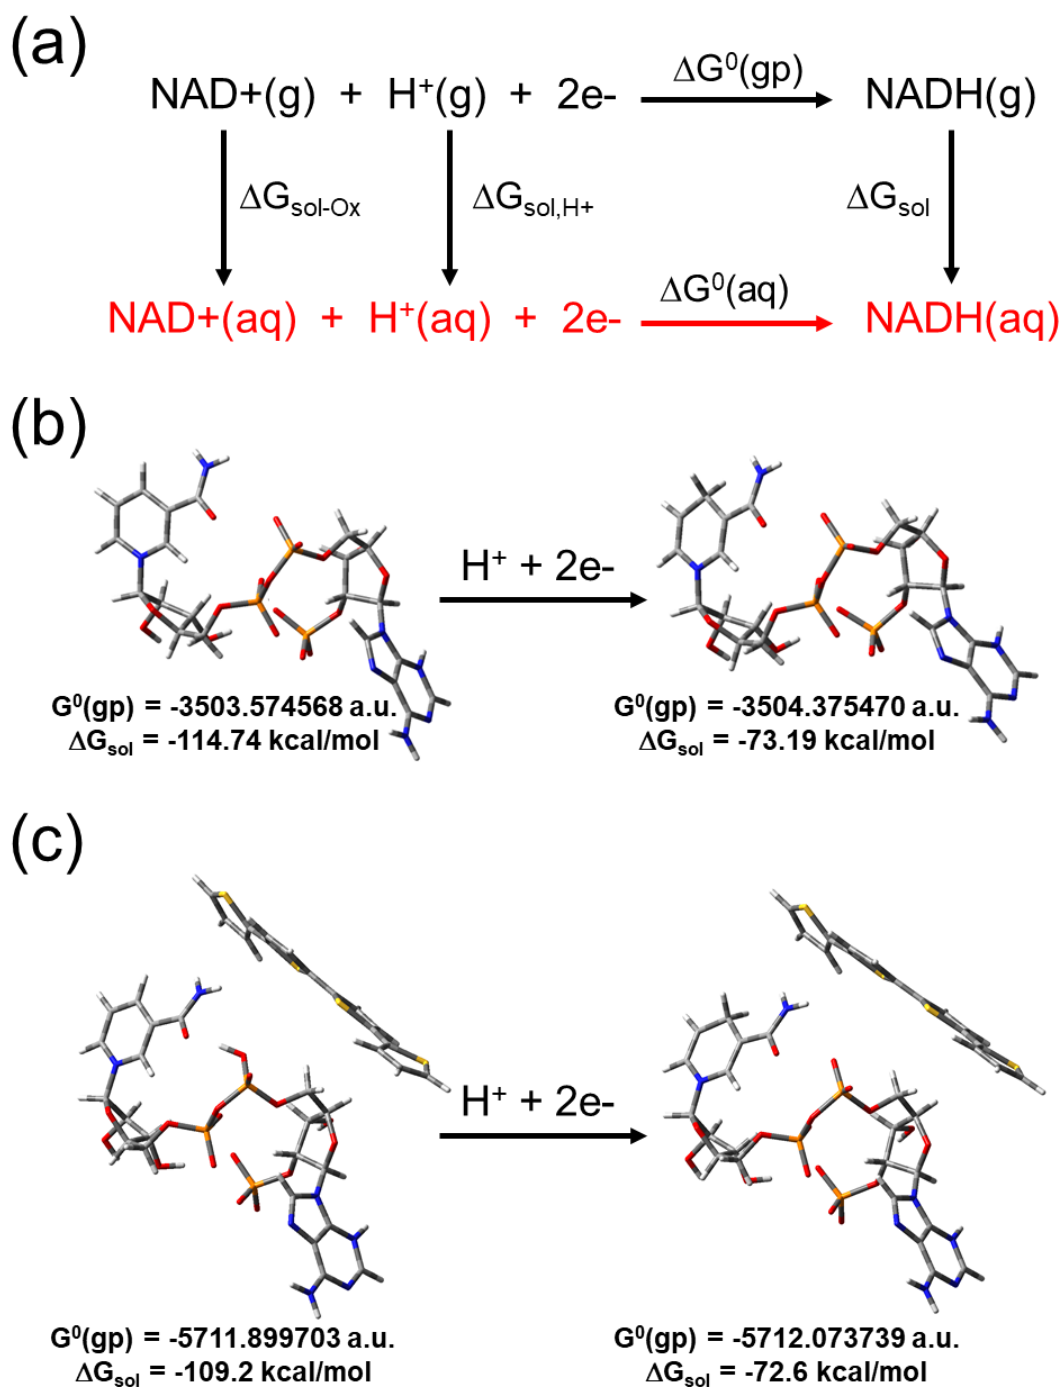 (a)
NAD+(g) + H⁺(g) + 2e- ΔG⁰(gp) NADH(g)
ΔGsol-Ox ΔGsol,H+ ΔGsol
NAD+(aq) + H⁺(aq) + 2e- ΔG⁰(aq) NADH(aq)
(b)
H⁺ + 2e-
G⁰(gp) = -3503.574568 a.u. G⁰(gp) = -3504.375470 a.u.
ΔGsol = -114.74 kcal/mol ΔGsol = -73.19 kcal/mol
(c)
H⁺ + 2e-
G⁰(gp) = -5711.899703 a.u. G⁰(gp) = -5712.073739 a.u.
ΔGsol = -109.2 kcal/mol ΔGsol = -72.6 kcal/mol